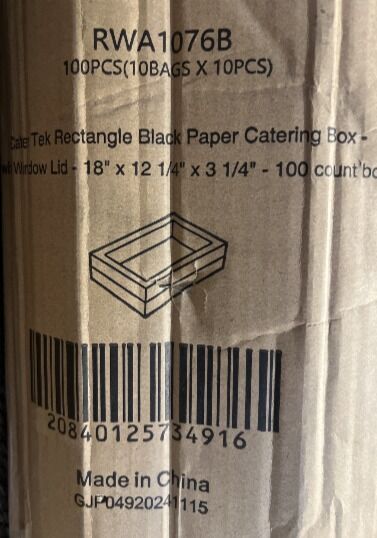 RWA1076B
100PCS(10BAGS X 10PCS)
Tek Rectangle Black Paper Catering Box -
Window Lid - 18" x 12 1/4" x 3 1/4" - 100 count
20840125734916
Made in China
GJP04920241115